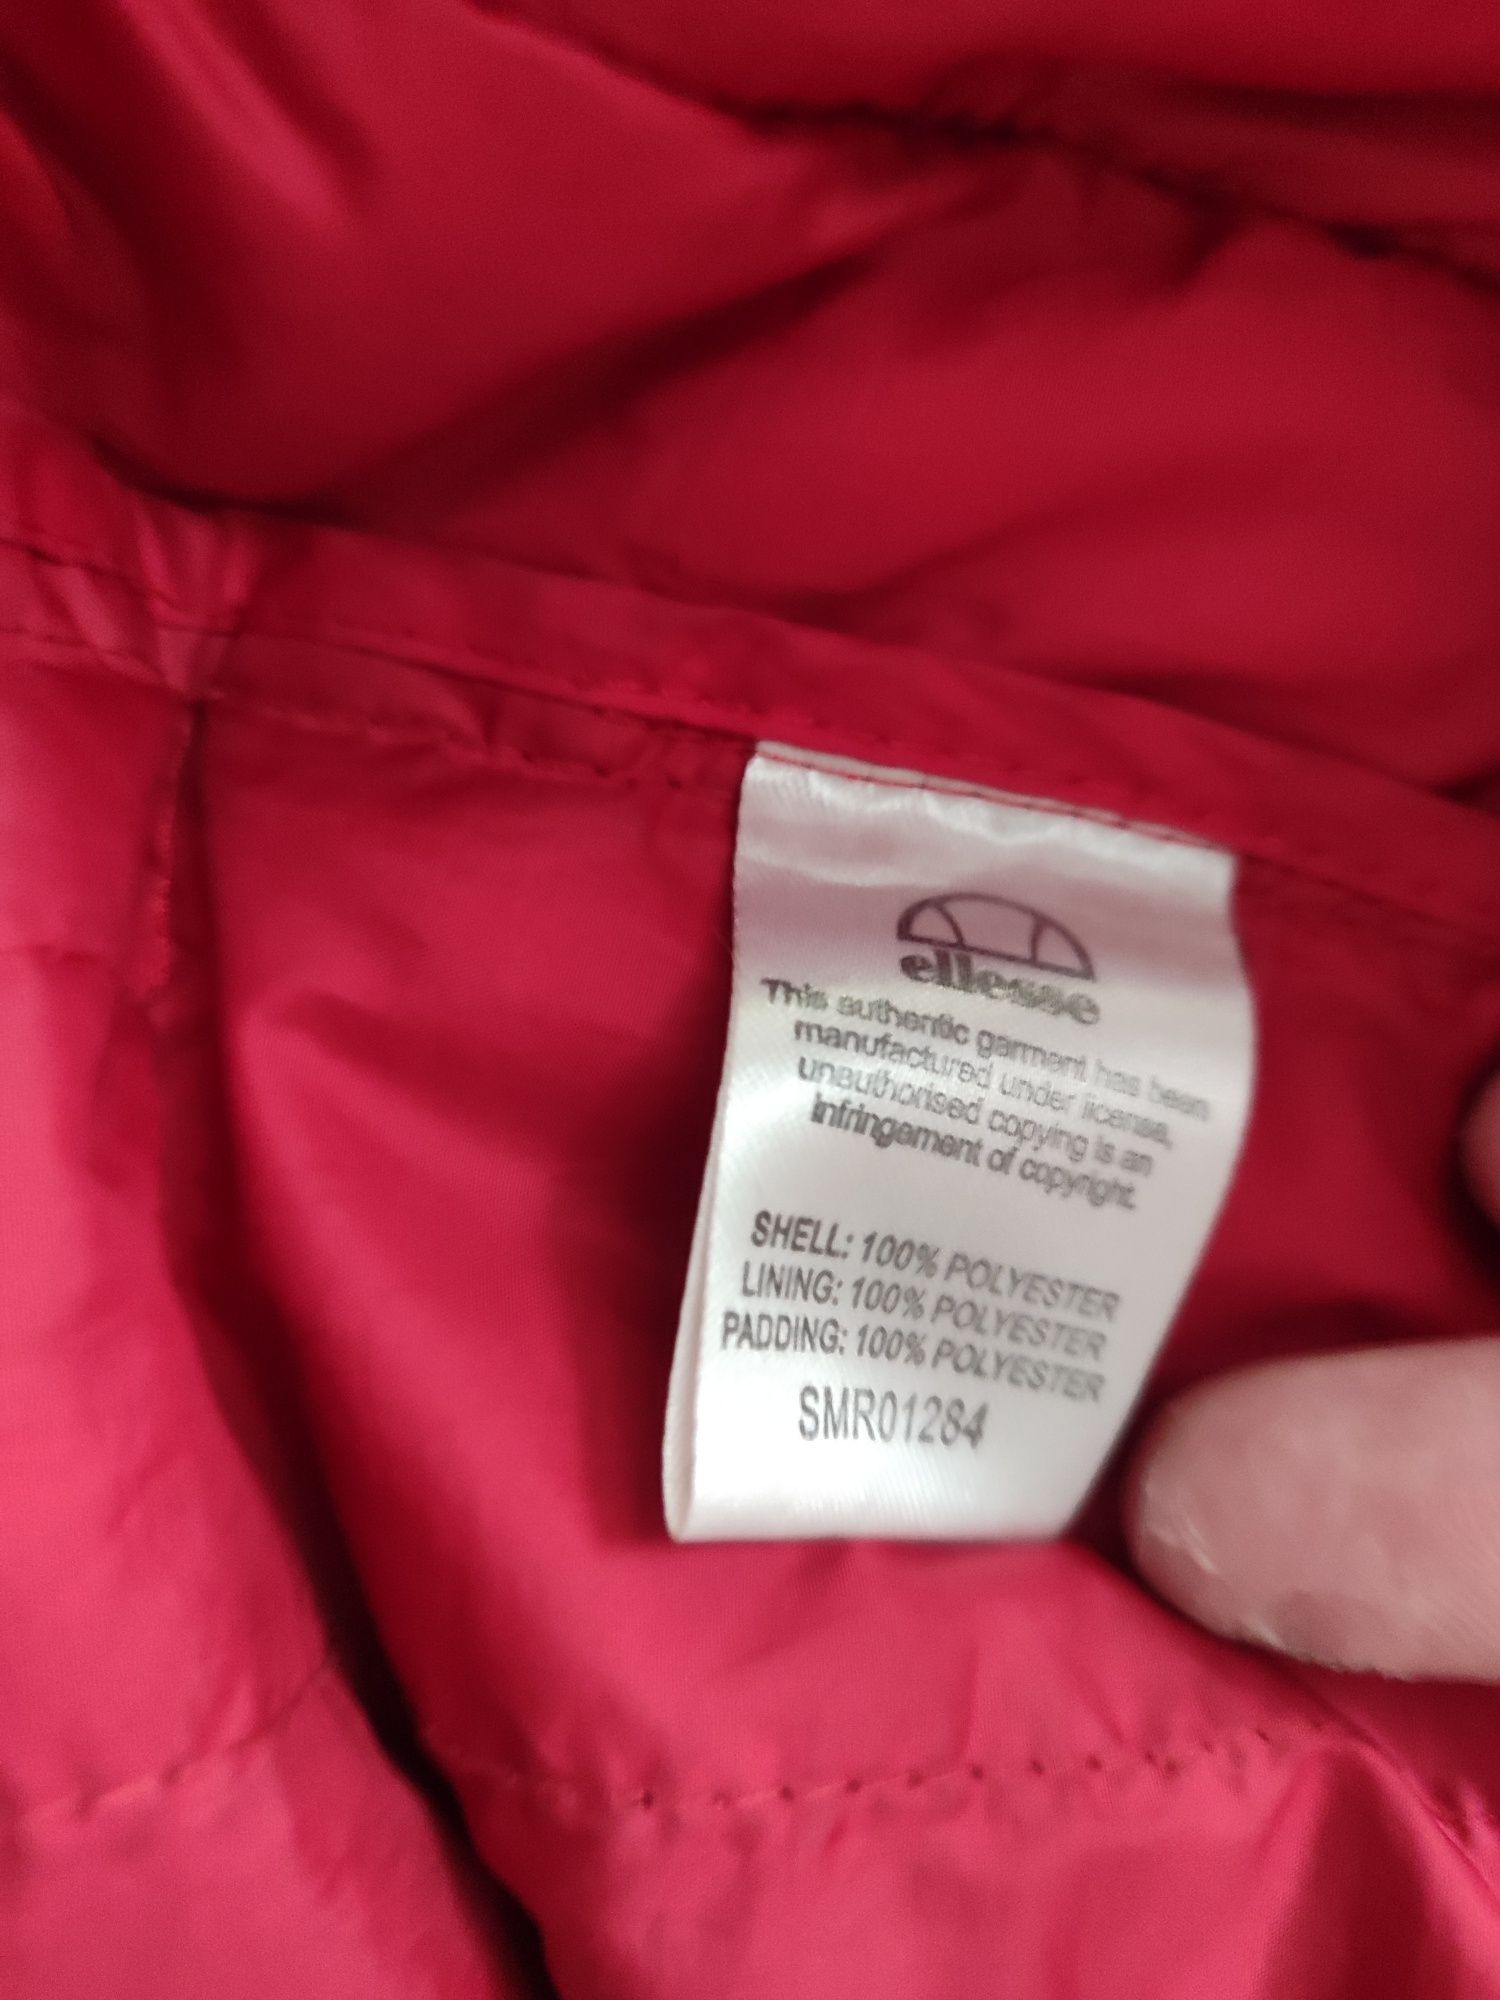 ellesse
This authentic garment has been
manufactured under license,
unauthorised copying is an
infringement of copyright.
SHELL: 100% POLYESTER
LINING: 100% POLYESTER
PADDING: 100% POLYESTER
SMR01284